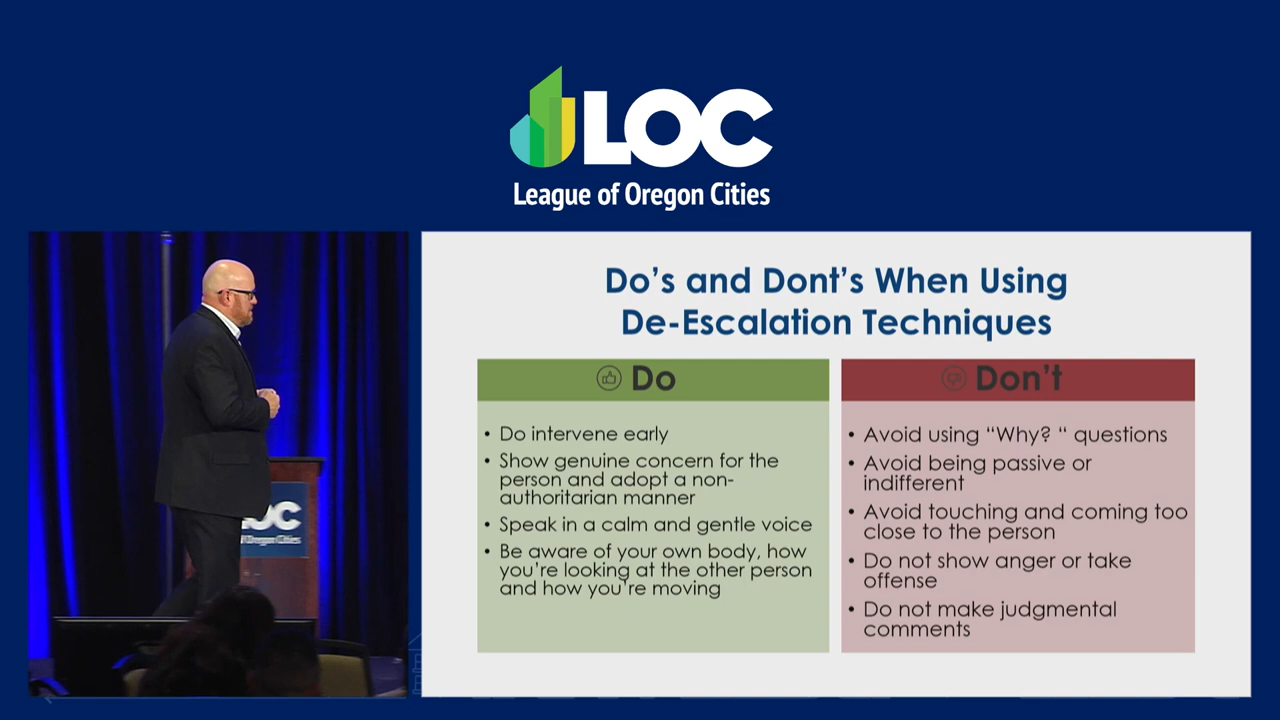 LOC
League of Oregon Cities
Do’s and Dont’s When Using
De-Escalation Techniques
Do
• Do intervene early
• Show genuine concern for the
person and adopt a non-
authoritarian manner
• Speak in a calm and gentle voice
• Be aware of your own body, how
you’re looking at the other person
and how you’re moving
Don’t
• Avoid using “Why? “ questions
• Avoid being passive or
indifferent
• Avoid touching and coming too
close to the person
• Do not show anger or take
offense
• Do not make judgmental
comments
OC
Oregon Cities